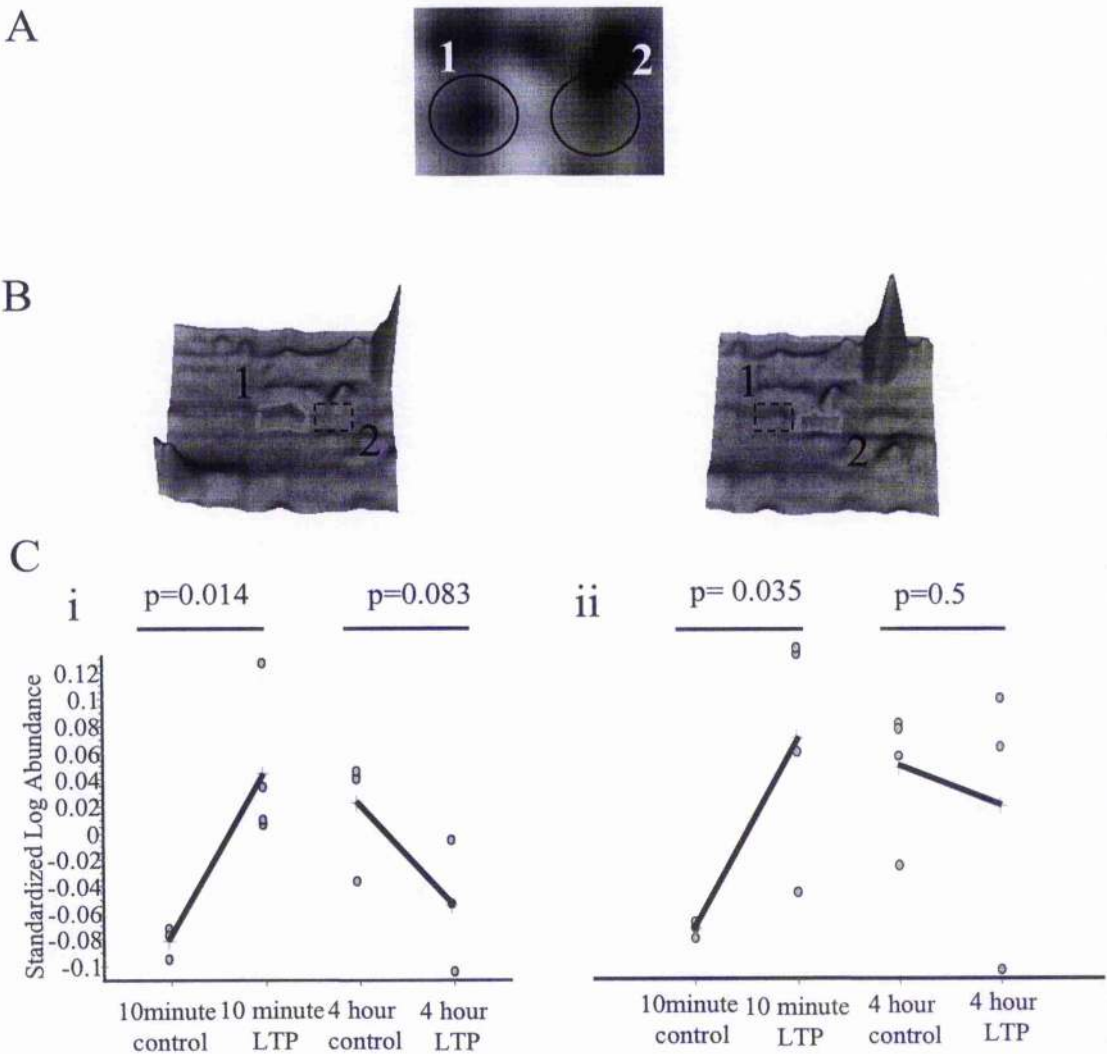 A
1 2
B
1
2
1
2
C
i
p=0.014 p=0.083
ii
p= 0.035 p=0.5
Standardized Log Abundance
0.12
0.1
0.08
0.06
0.04
0.02
0
-0.02
-0.04
-0.06
-0.08
-0.1
10minute 10 minute 4 hour 4 hour
control LTP control LTP
10minute 10 minute 4 hour 4 hour
control LTP control LTP